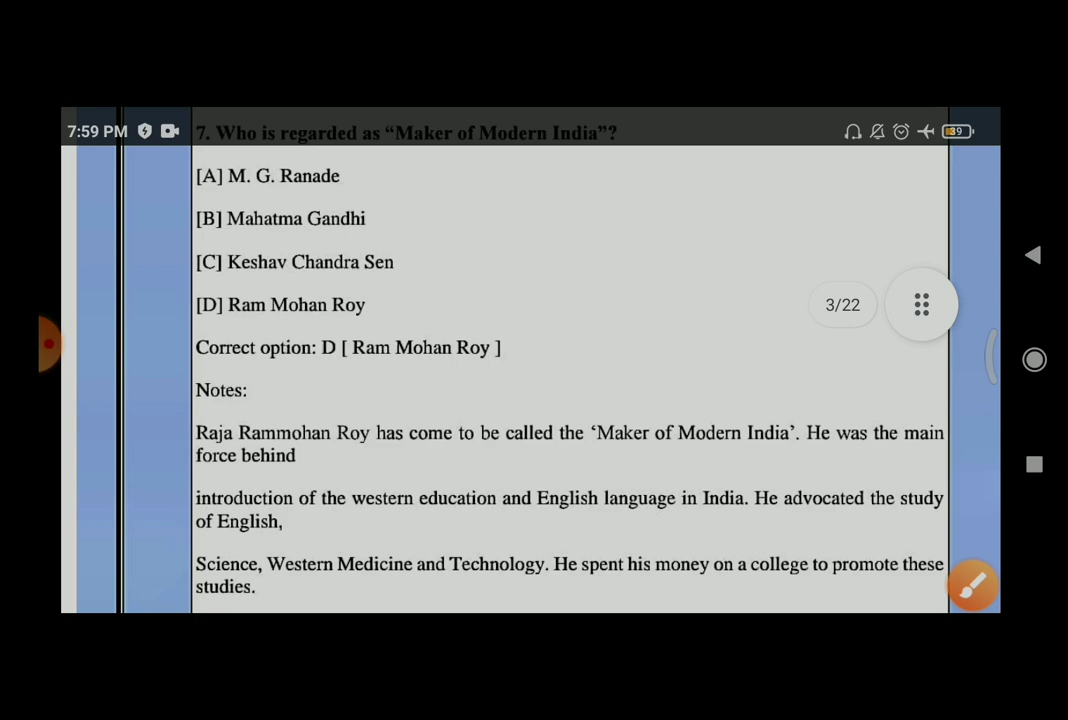 7:59 PM
39
7. Who is regarded as “Maker of Modern India”?
[A] M. G. Ranade
[B] Mahatma Gandhi
[C] Keshav Chandra Sen
[D] Ram Mohan Roy
3/22
Correct option: D [ Ram Mohan Roy ]
Notes:
Raja Rammohan Roy has come to be called the ‘Maker of Modern India’. He was the main
force behind
introduction of the western education and English language in India. He advocated the study
of English,
Science, Western Medicine and Technology. He spent his money on a college to promote these
studies.